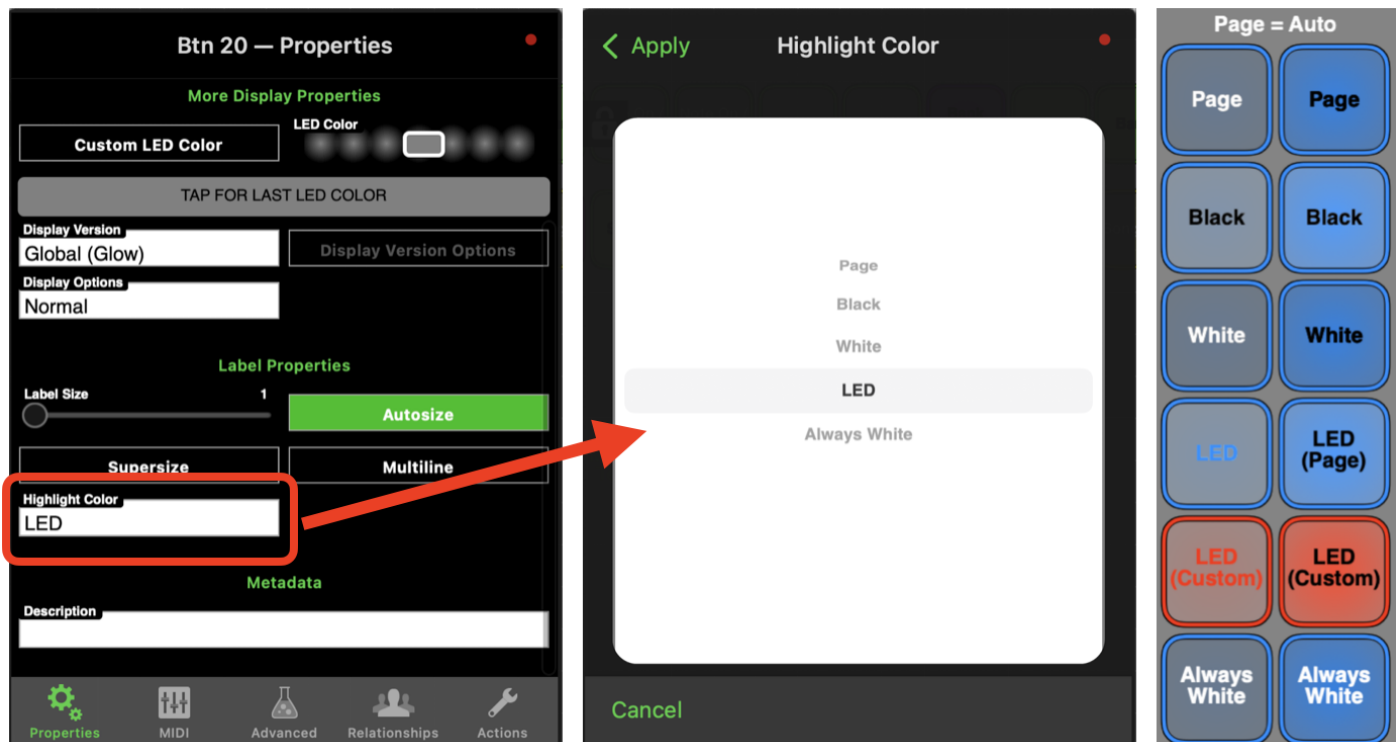 Btn 20 — Properties
More Display Properties
Custom LED Color
LED Color
TAP FOR LAST LED COLOR
Display Version
Global (Glow)
Display Version Options
Display Options
Normal
Label Properties
Label Size
1
Autosize
Supersize
Multiline
Highlight Color
LED
Metadata
Description
Properties
MIDI
Advanced
Relationships
Actions
Apply
Highlight Color
Page
Black
White
LED
Always White
Cancel
Page = Auto
Page
Page
Black
Black
White
White
LED
LED
(Page)
LED
(Custom)
LED
(Custom)
Always
White
Always
White